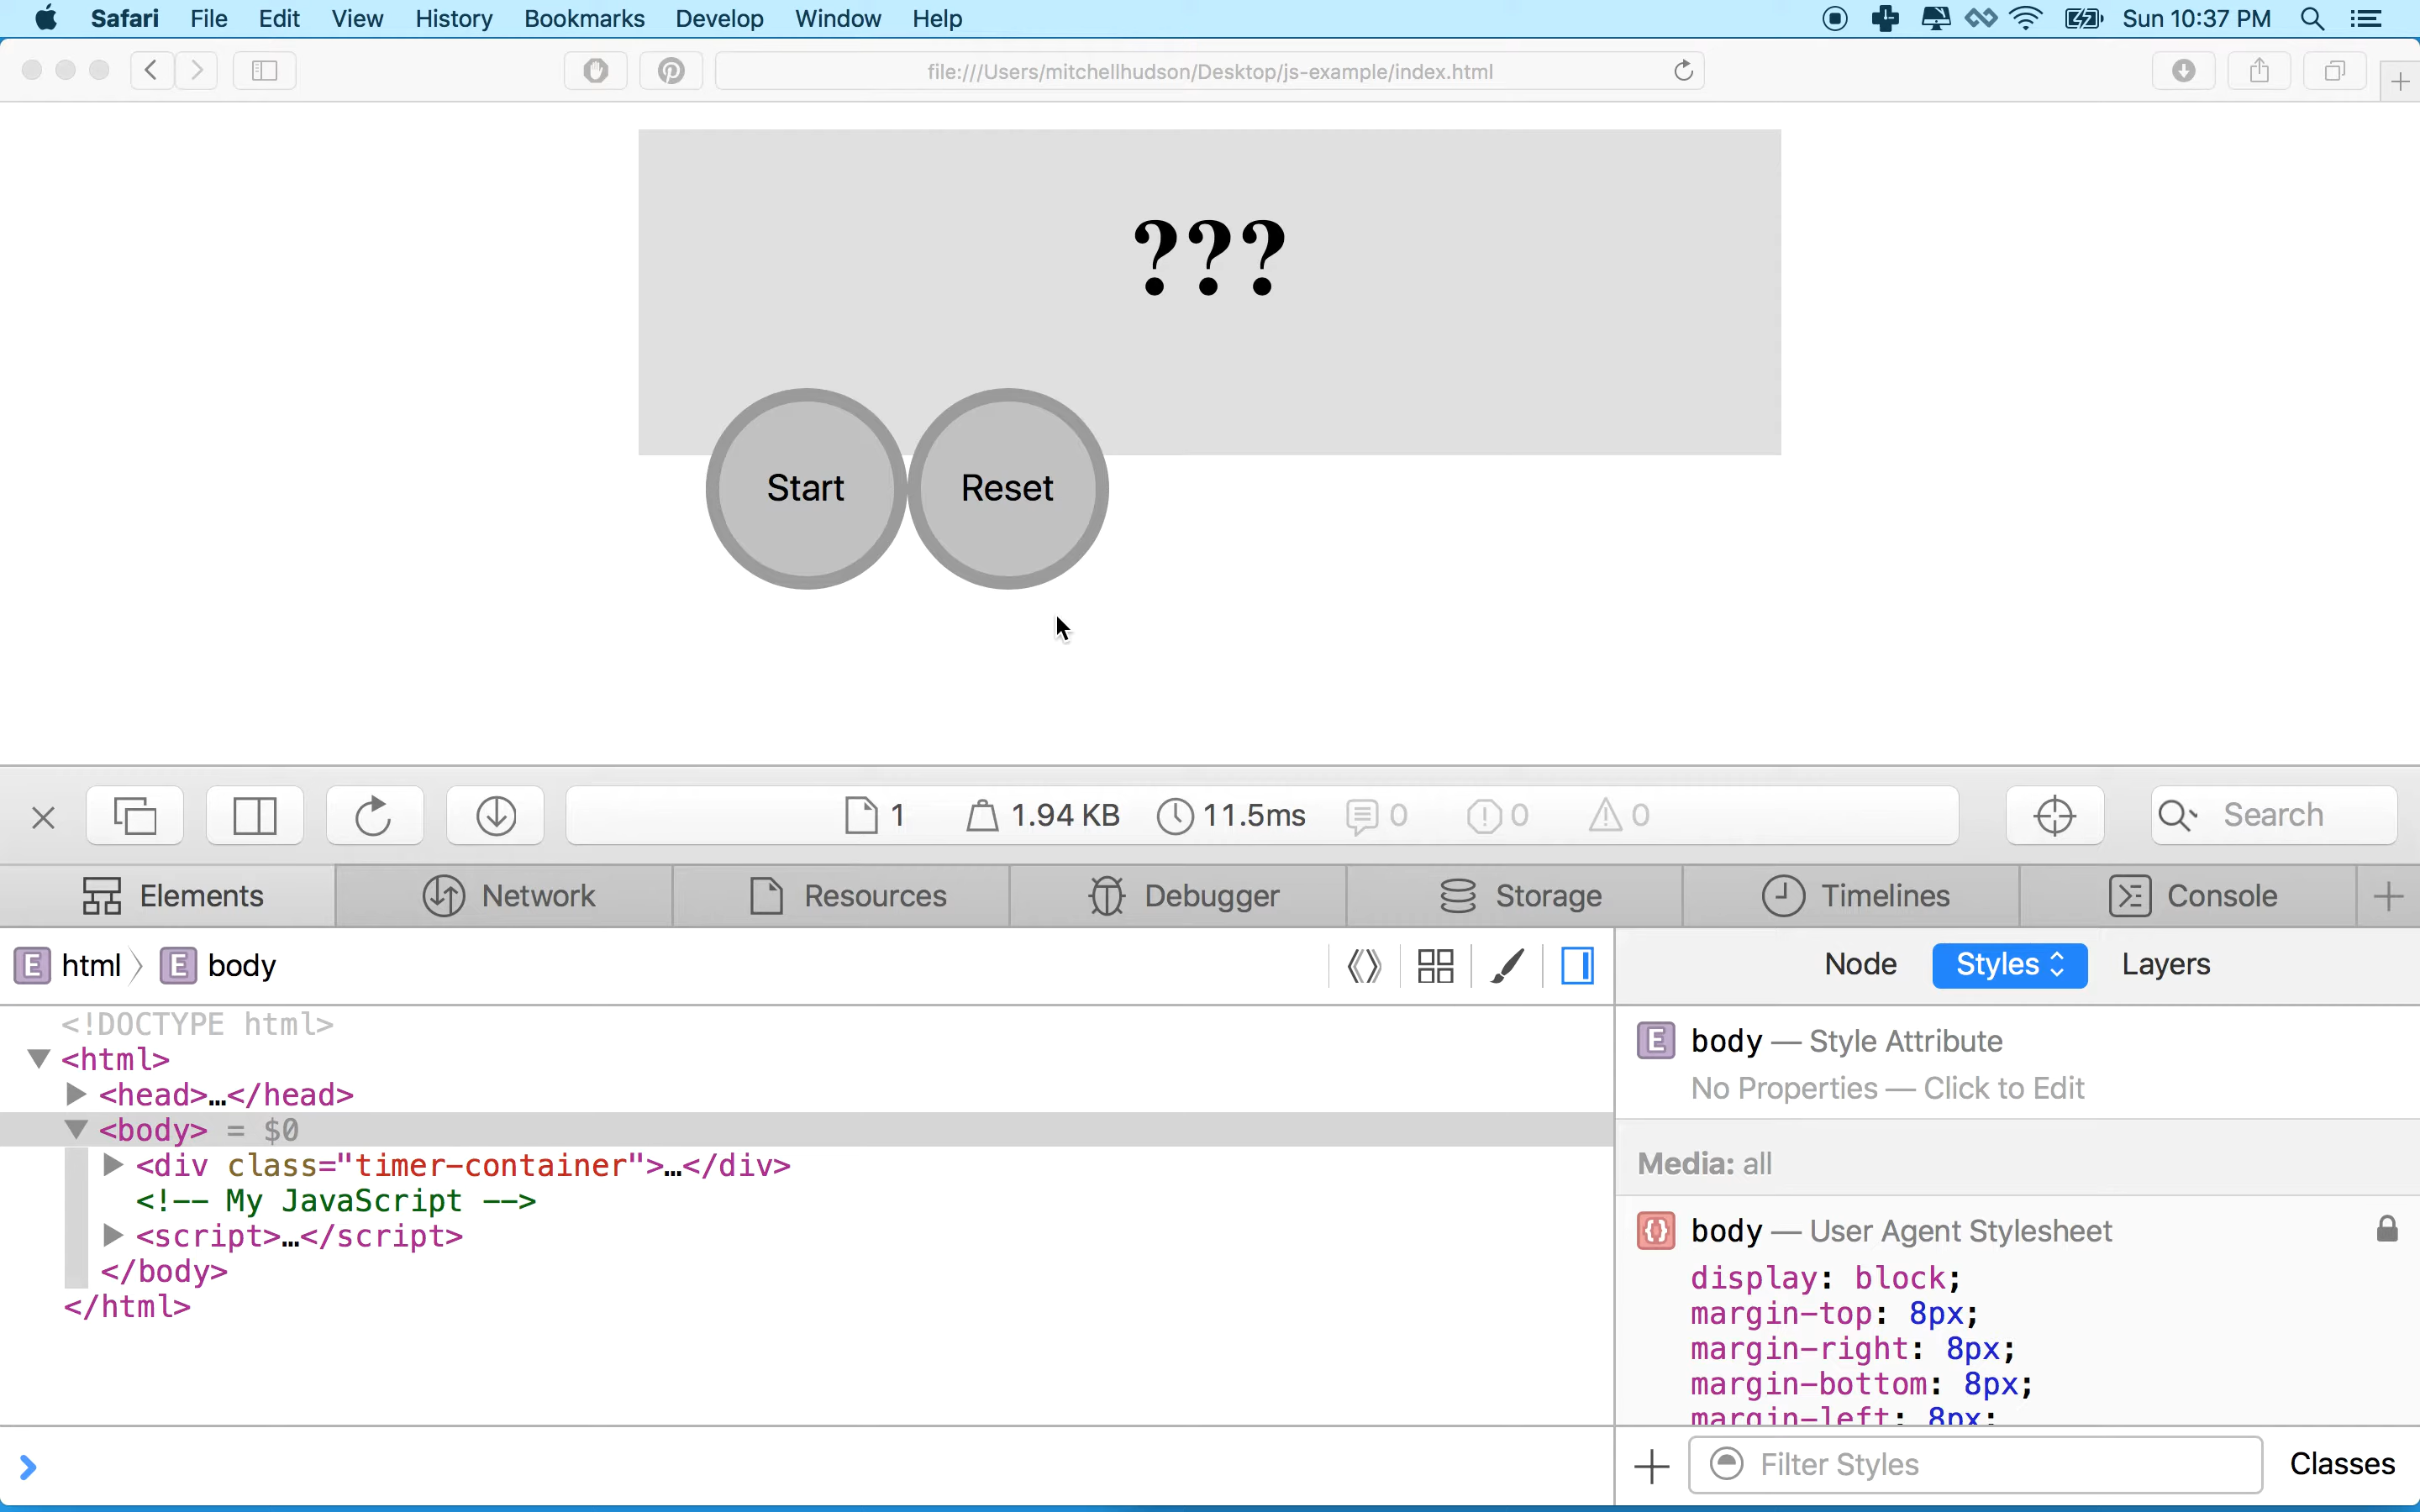 Safari File Edit View History Bookmarks Develop Window Help Sun 10:37 PM
file:///Users/mitchellhudson/Desktop/js-example/index.html
???
Start Reset
1 1.94 KB 11.5ms 0 0 0 Search
Elements Network Resources Debugger Storage Timelines Console
E html E body Node Styles Layers
<!DOCTYPE html>
<html>
<head>…</head>
<body> = $0
<div class="timer-container">…</div>
<!-- My JavaScript -->
<script>…</script>
</body>
</html>
E body — Style Attribute
No Properties — Click to Edit
Media: all
{} body — User Agent Stylesheet
display: block;
margin-top: 8px;
margin-right: 8px;
margin-bottom: 8px;
margin-left: 8px;
Filter Styles Classes